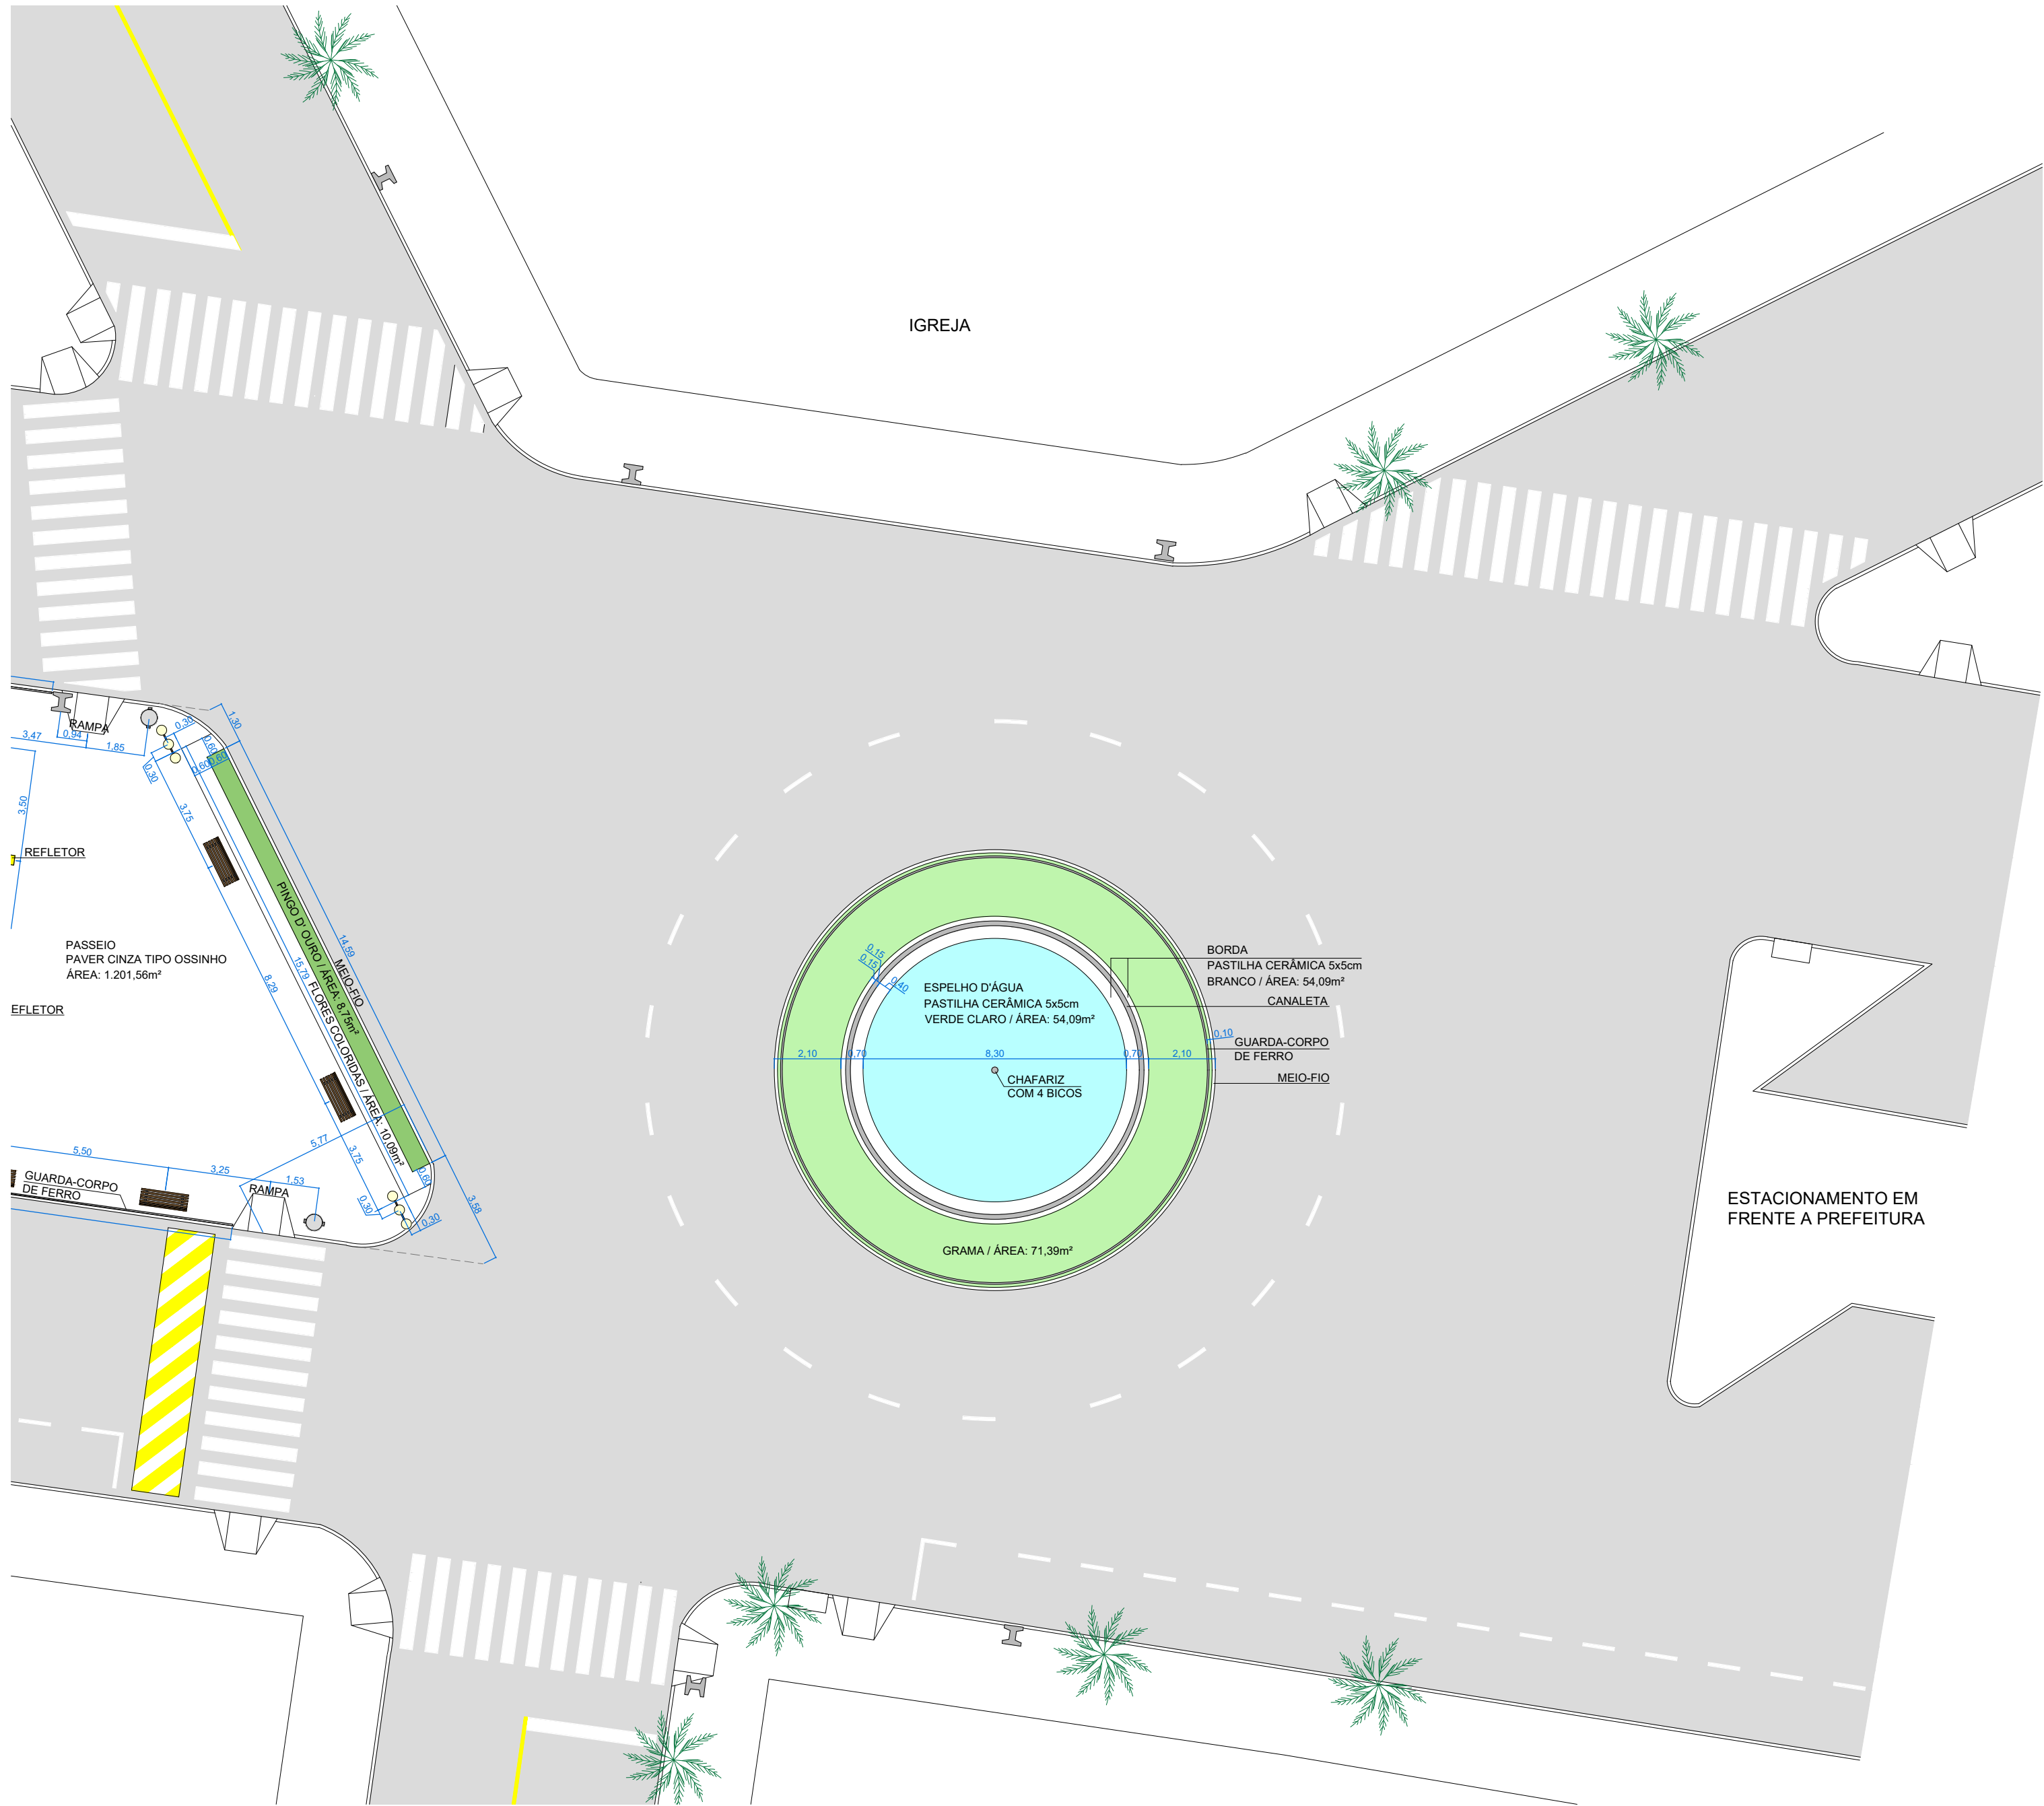 IGREJA
RAMPA
3,47
0,94
1,85
0,30
1,30
0,60
0,60
0,60
0,30
3,50
3,75
REFLETOR
PASSEIO
PAVER CINZA TIPO OSSINHO
ÁREA: 1.201,56m²
EFLETOR
8,29
15,79
14,59
MEIO-FIO
PINGO D' OURO / ÁREA: 8,75m²
FLORES COLORIDAS / ÁREA: 10,09m²
5,77
3,75
0,60
3,58
0,30
0,30
5,50
3,25
1,53
GUARDA-CORPO
DE FERRO
RAMPA
0,15
0,15
0,40
ESPELHO D'ÁGUA
PASTILHA CERÂMICA 5x5cm
VERDE CLARO / ÁREA: 54,09m²
2,10
0,70
8,30
0,70
2,10
CHAFARIZ
COM 4 BICOS
GRAMA / ÁREA: 71,39m²
BORDA
PASTILHA CERÂMICA 5x5cm
BRANCO / ÁREA: 54,09m²
CANALETA
0,10
GUARDA-CORPO
DE FERRO
MEIO-FIO
ESTACIONAMENTO EM
FRENTE A PREFEITURA